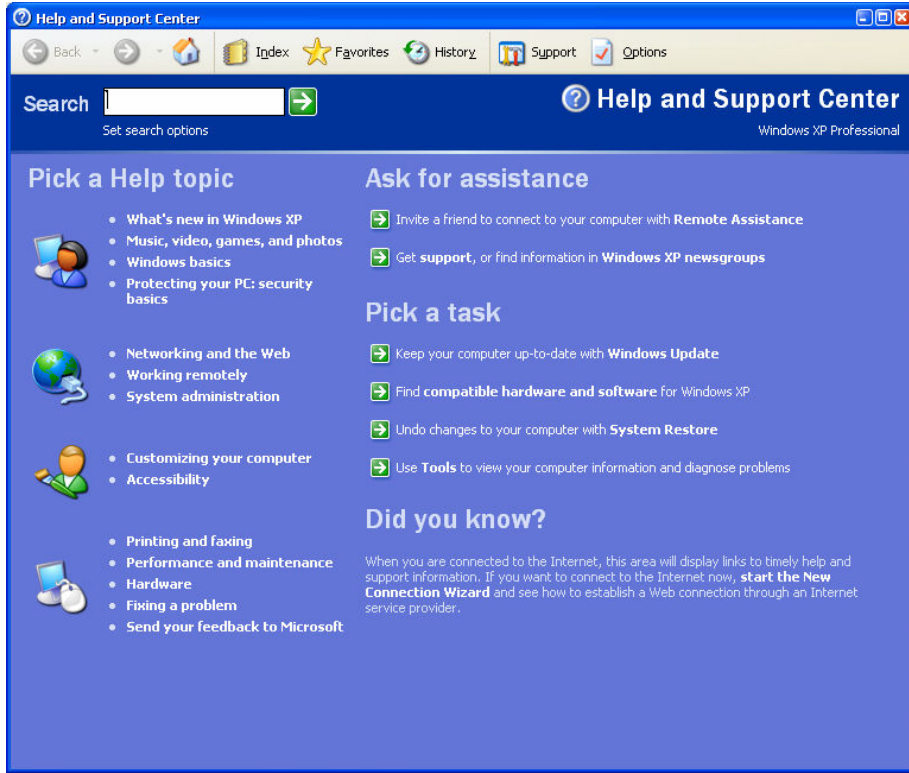 Help and Support Center
Back
Index
Favorites
History
Support
Options
Search
Set search options
Help and Support Center
Windows XP Professional
Pick a Help topic
What's new in Windows XP
Music, video, games, and photos
Windows basics
Protecting your PC: security
basics
Networking and the Web
Working remotely
System administration
Customizing your computer
Accessibility
Printing and faxing
Performance and maintenance
Hardware
Fixing a problem
Send your feedback to Microsoft
Ask for assistance
Invite a friend to connect to your computer with Remote Assistance
Get support, or find information in Windows XP newsgroups
Pick a task
Keep your computer up-to-date with Windows Update
Find compatible hardware and software for Windows XP
Undo changes to your computer with System Restore
Use Tools to view your computer information and diagnose problems
Did you know?
When you are connected to the Internet, this area will display links to timely help and
support information. If you want to connect to the Internet now, start the New
Connection Wizard and see how to establish a Web connection through an Internet
service provider.